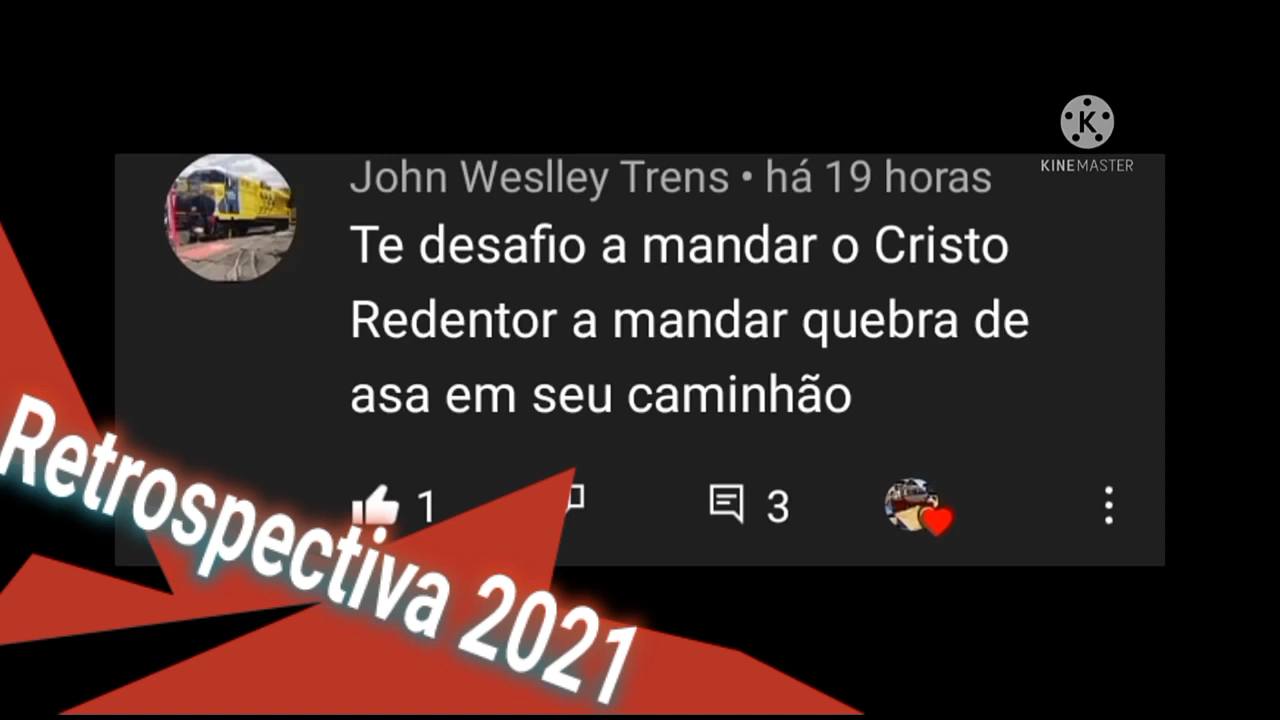 K
KINEMASTER
John Weslley Trens • há 19 horas
Te desafio a mandar o Cristo
Redentor a mandar quebra de
asa em seu caminhão
1
3
Retrospectiva 2021